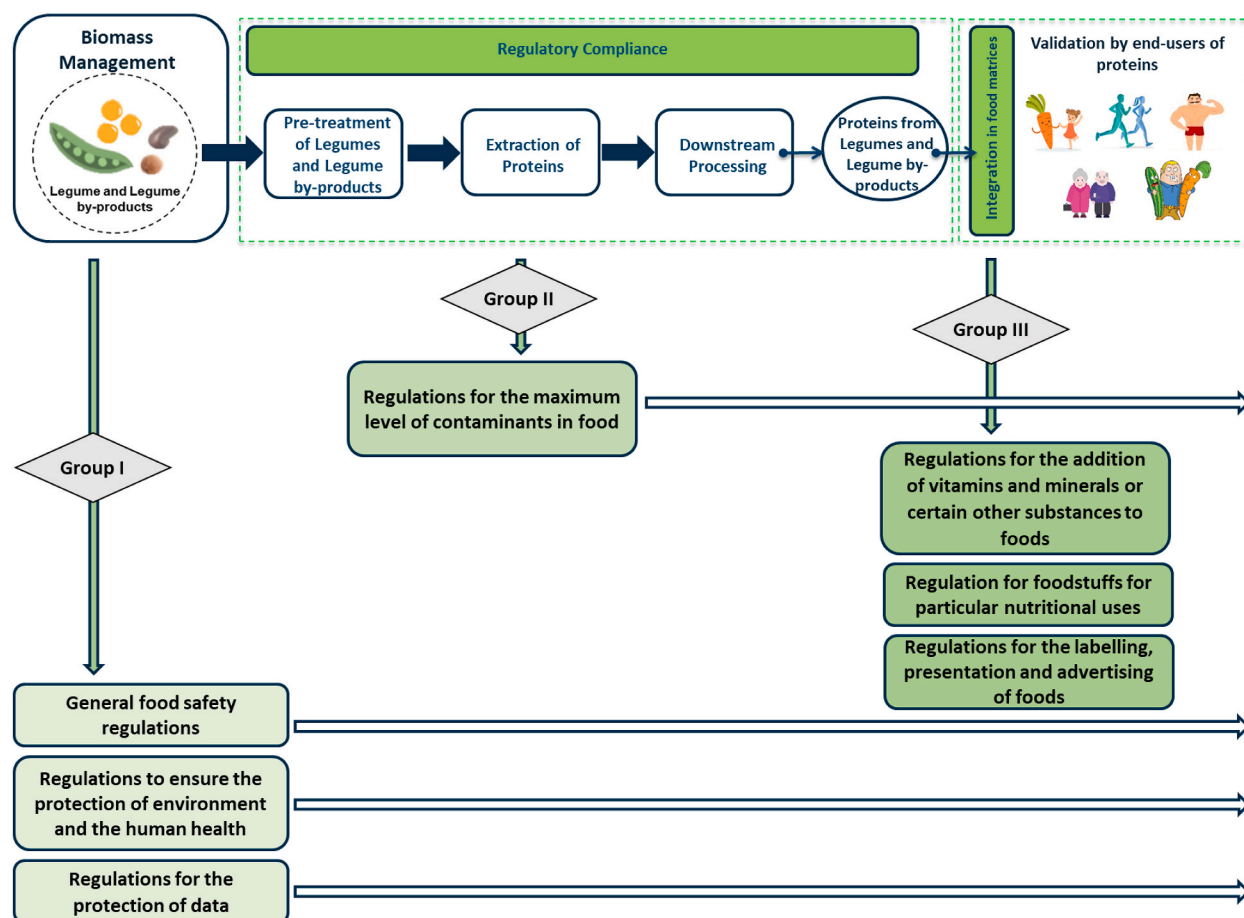 Biomass
Management
Legume and Legume
by-products
Regulatory Compliance
Pre-treatment
of Legumes
and Legume
by-products
Extraction of
Proteins
Downstream
Processing
Proteins from
Legumes and
Legume by-
products
Integration in food matrices
Validation by end-users of
proteins
Group I
Group II
Group III
Regulations for the maximum
level of contaminants in food
Regulations for the addition
of vitamins and minerals or
certain other substances to
foods
Regulation for foodstuffs for
particular nutritional uses
Regulations for the labelling,
presentation and advertising
of foods
General food safety
regulations
Regulations to ensure the
protection of environment
and the human health
Regulations for the
protection of data